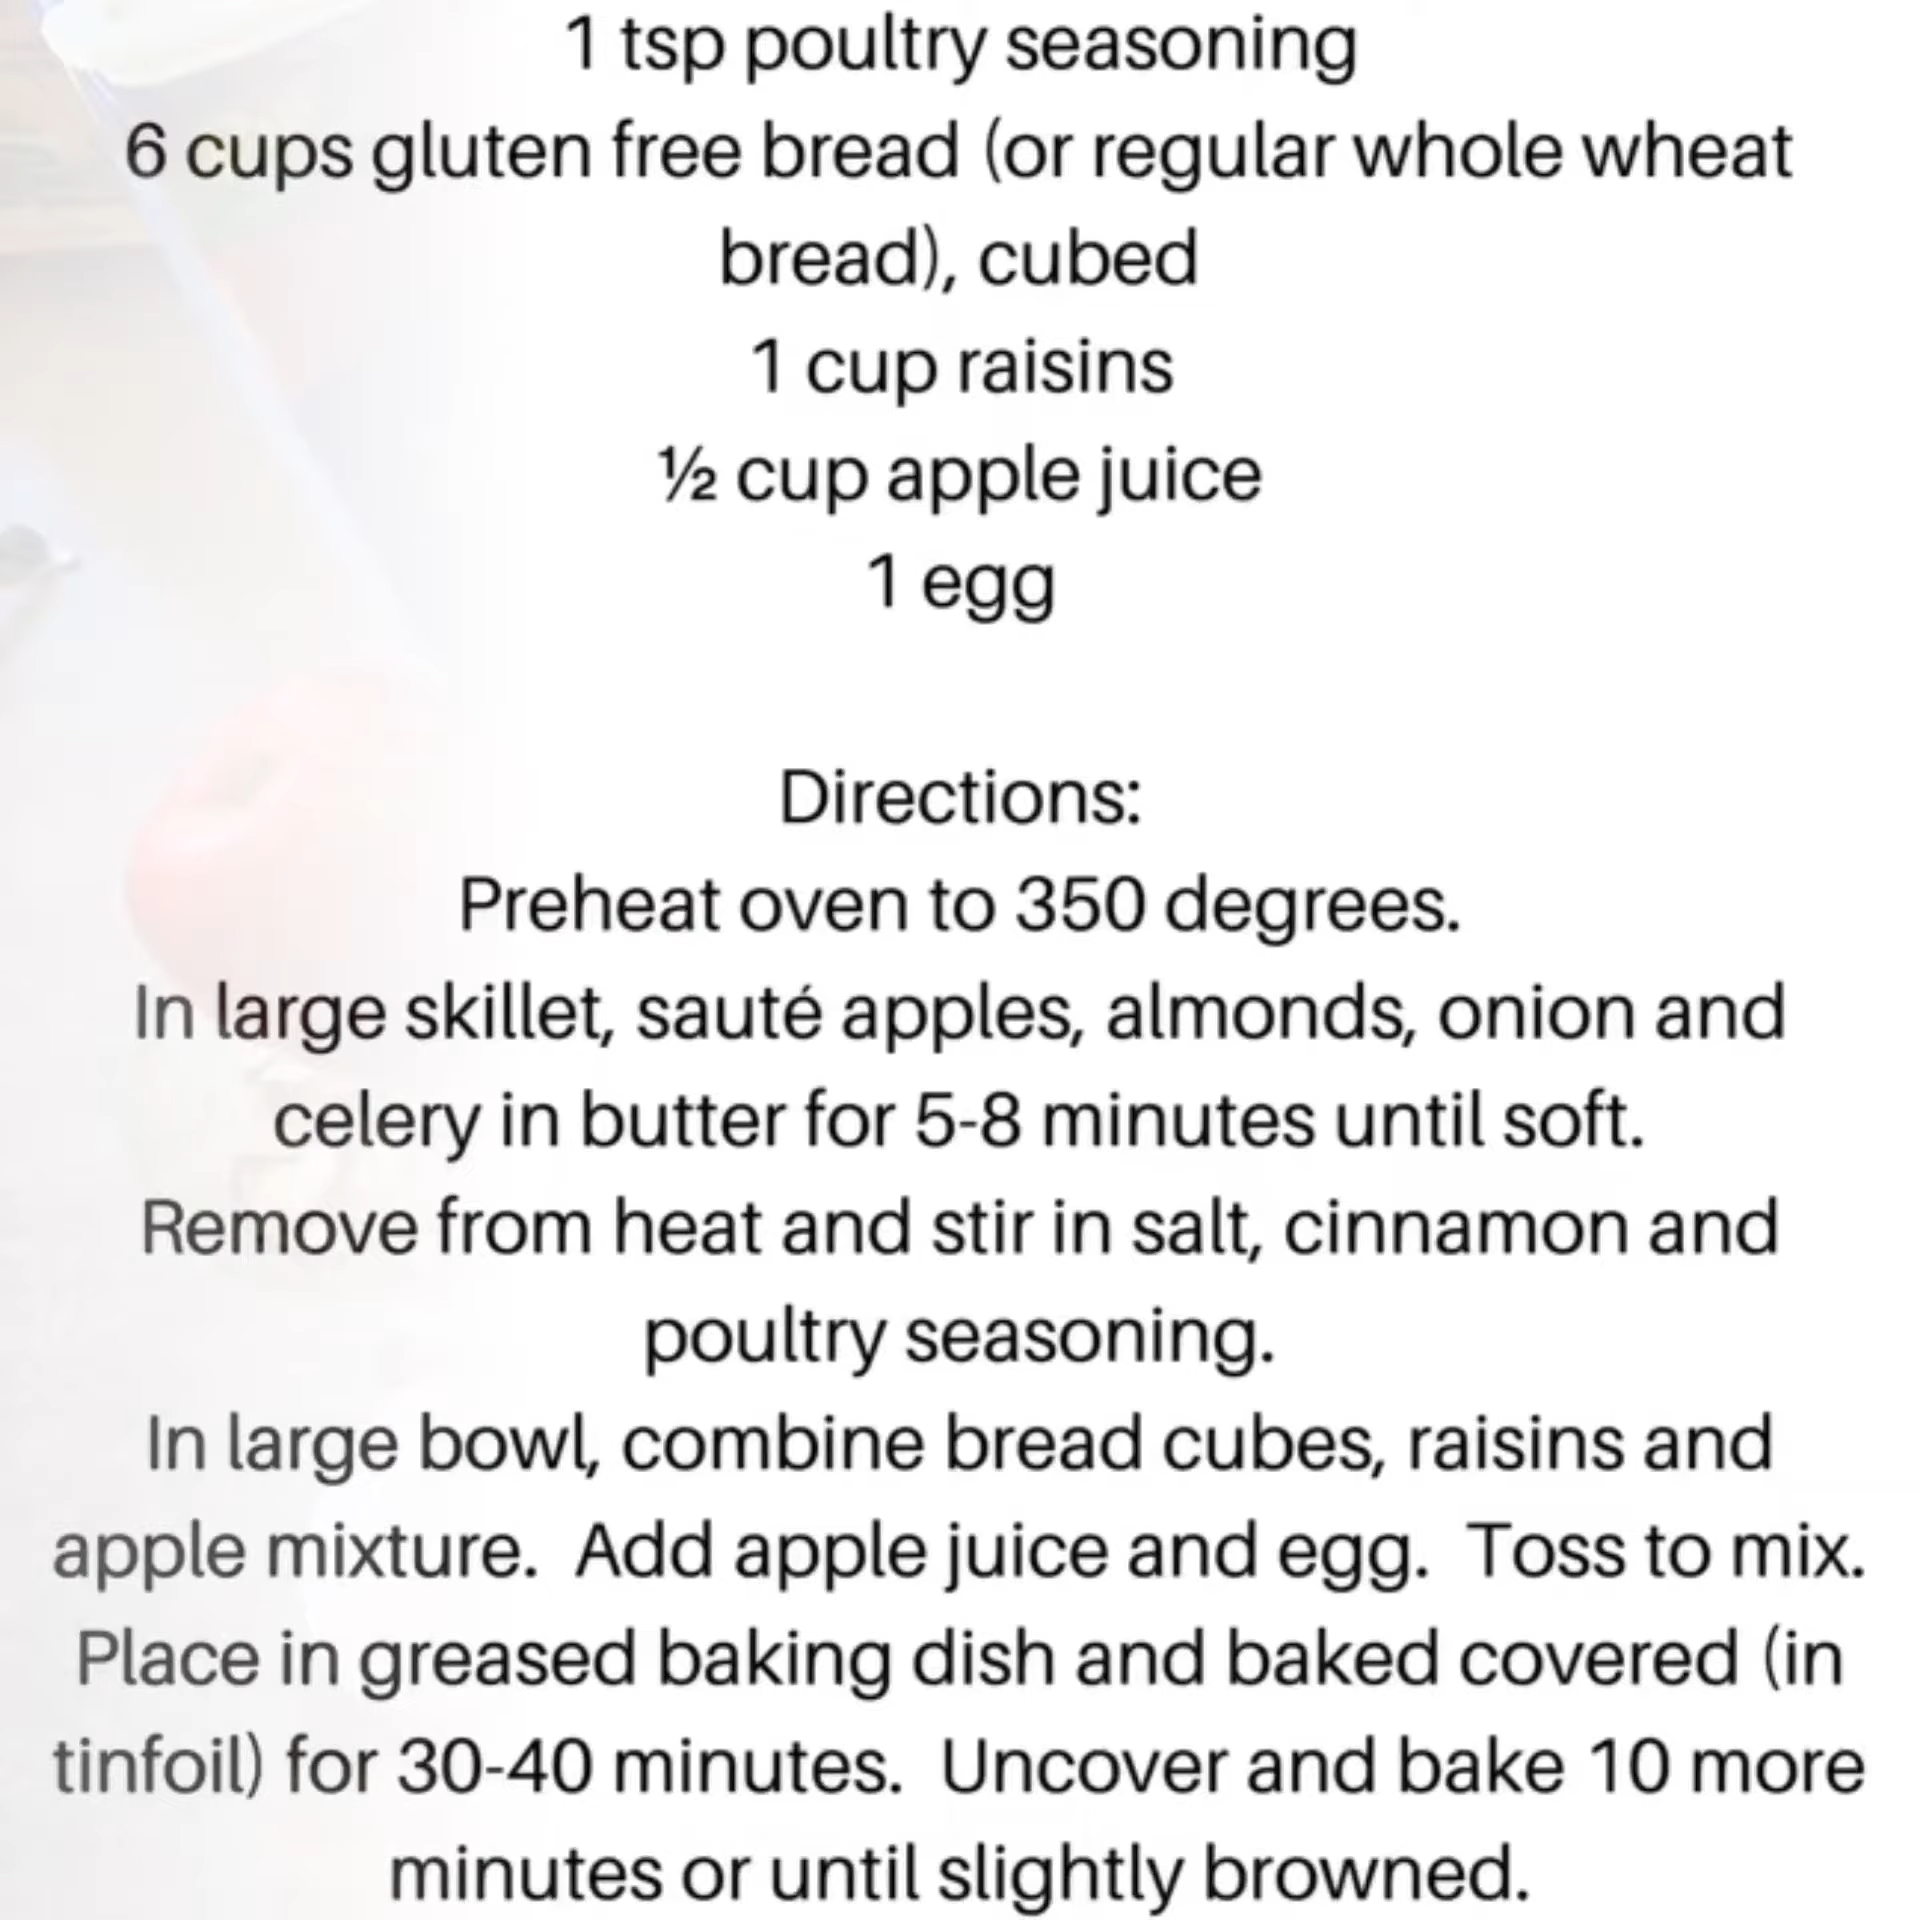 1 tsp poultry seasoning
6 cups gluten free bread (or regular whole wheat
bread), cubed
1 cup raisins
½ cup apple juice
1 egg
Directions:
Preheat oven to 350 degrees.
In large skillet, sauté apples, almonds, onion and
celery in butter for 5-8 minutes until soft.
Remove from heat and stir in salt, cinnamon and
poultry seasoning.
In large bowl, combine bread cubes, raisins and
apple mixture.  Add apple juice and egg.  Toss to mix.
Place in greased baking dish and baked covered (in
tinfoil) for 30-40 minutes.  Uncover and bake 10 more
minutes or until slightly browned.